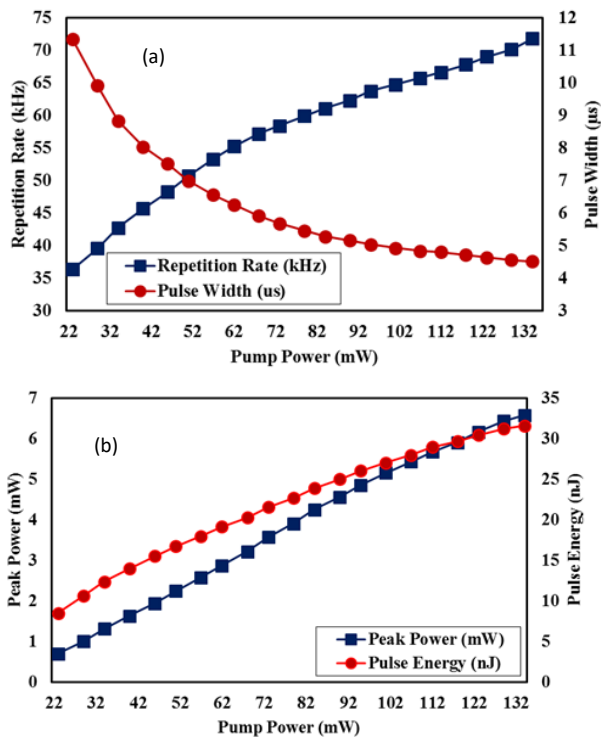 (a)
75
70
65
60
55
50
45
40
35
30
Repetition Rate
(kHz)
12
11
10
9
8
7
6
5
4
3
Pulse Width
(µs)
Repetition Rate (kHz)
Pulse Width (us)
22 32 42 52 62 72 82 92 102 112 122 132
Pump Power (mW)
(b)
7
6
5
4
3
2
1
0
Peak Power (mW)
35
30
25
20
15
10
5
0
Pulse Energy (nJ)
Peak Power (mW)
Pulse Energy (nJ)
22 32 42 52 62 72 82 92 102 112 122 132
Pump Power (mW)